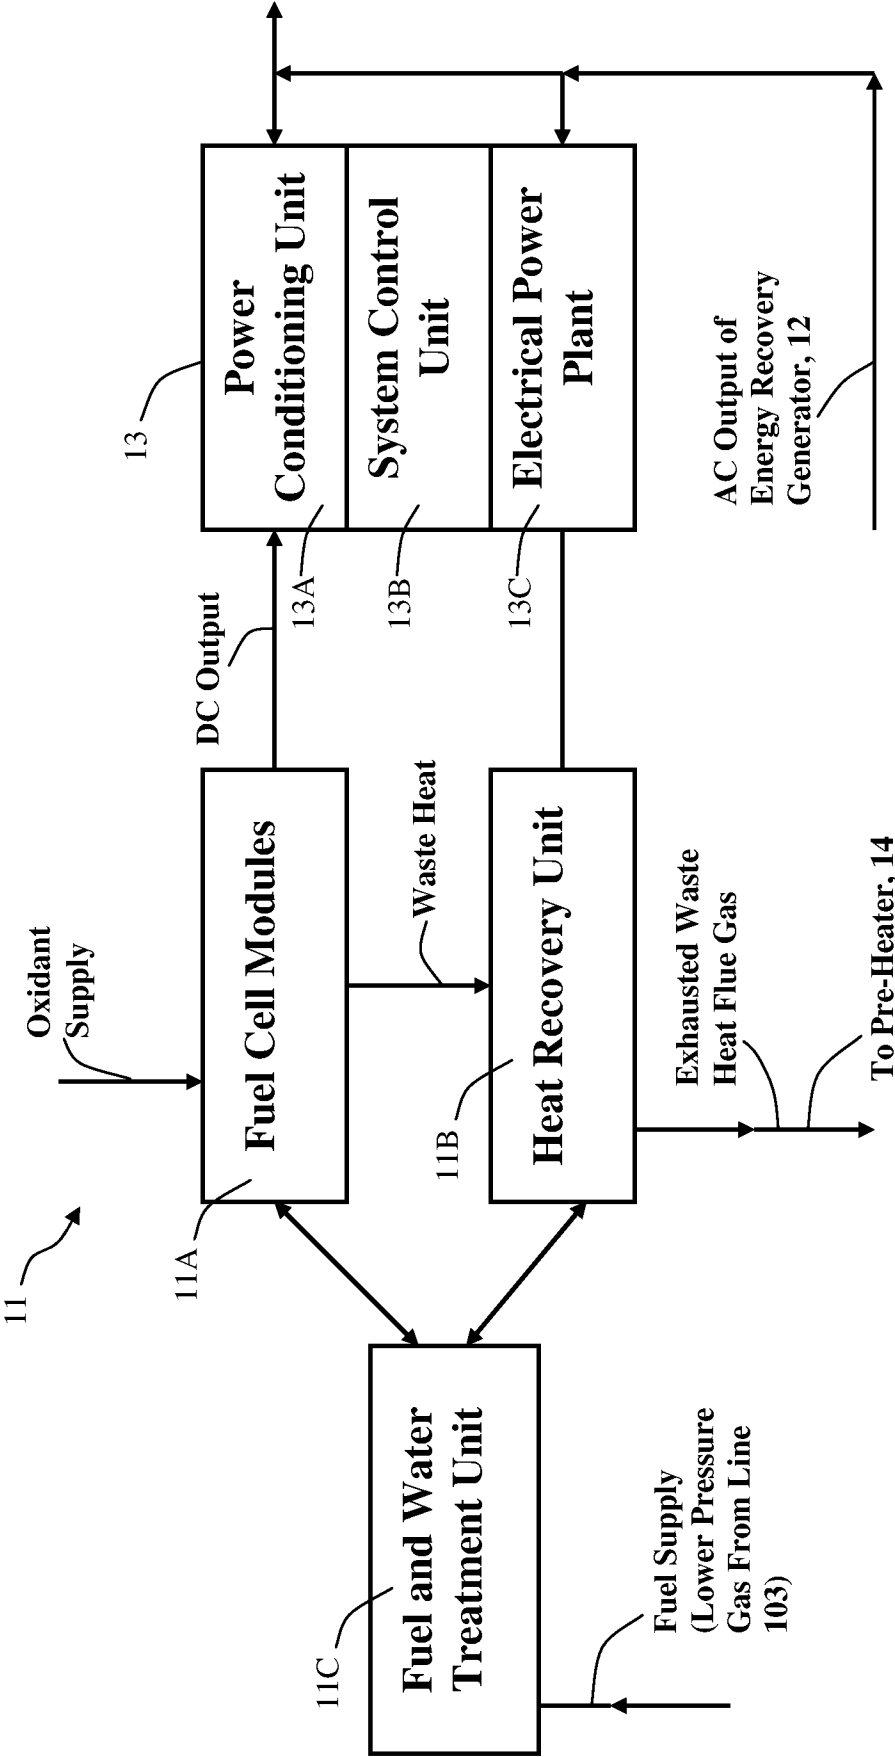 11
Oxidant
Supply
11A
Fuel Cell Modules
DC Output
13
Power
Conditioning Unit
13A
System Control
Unit
13B
Electrical Power
Plant
13C
Waste Heat
11B
Heat Recovery Unit
11C
Fuel and Water
Treatment Unit
Fuel Supply
(Lower Pressure
Gas From Line
103)
Exhausted Waste
Heat Flue Gas
To Pre-Heater, 14
AC Output of
Energy Recovery
Generator, 12